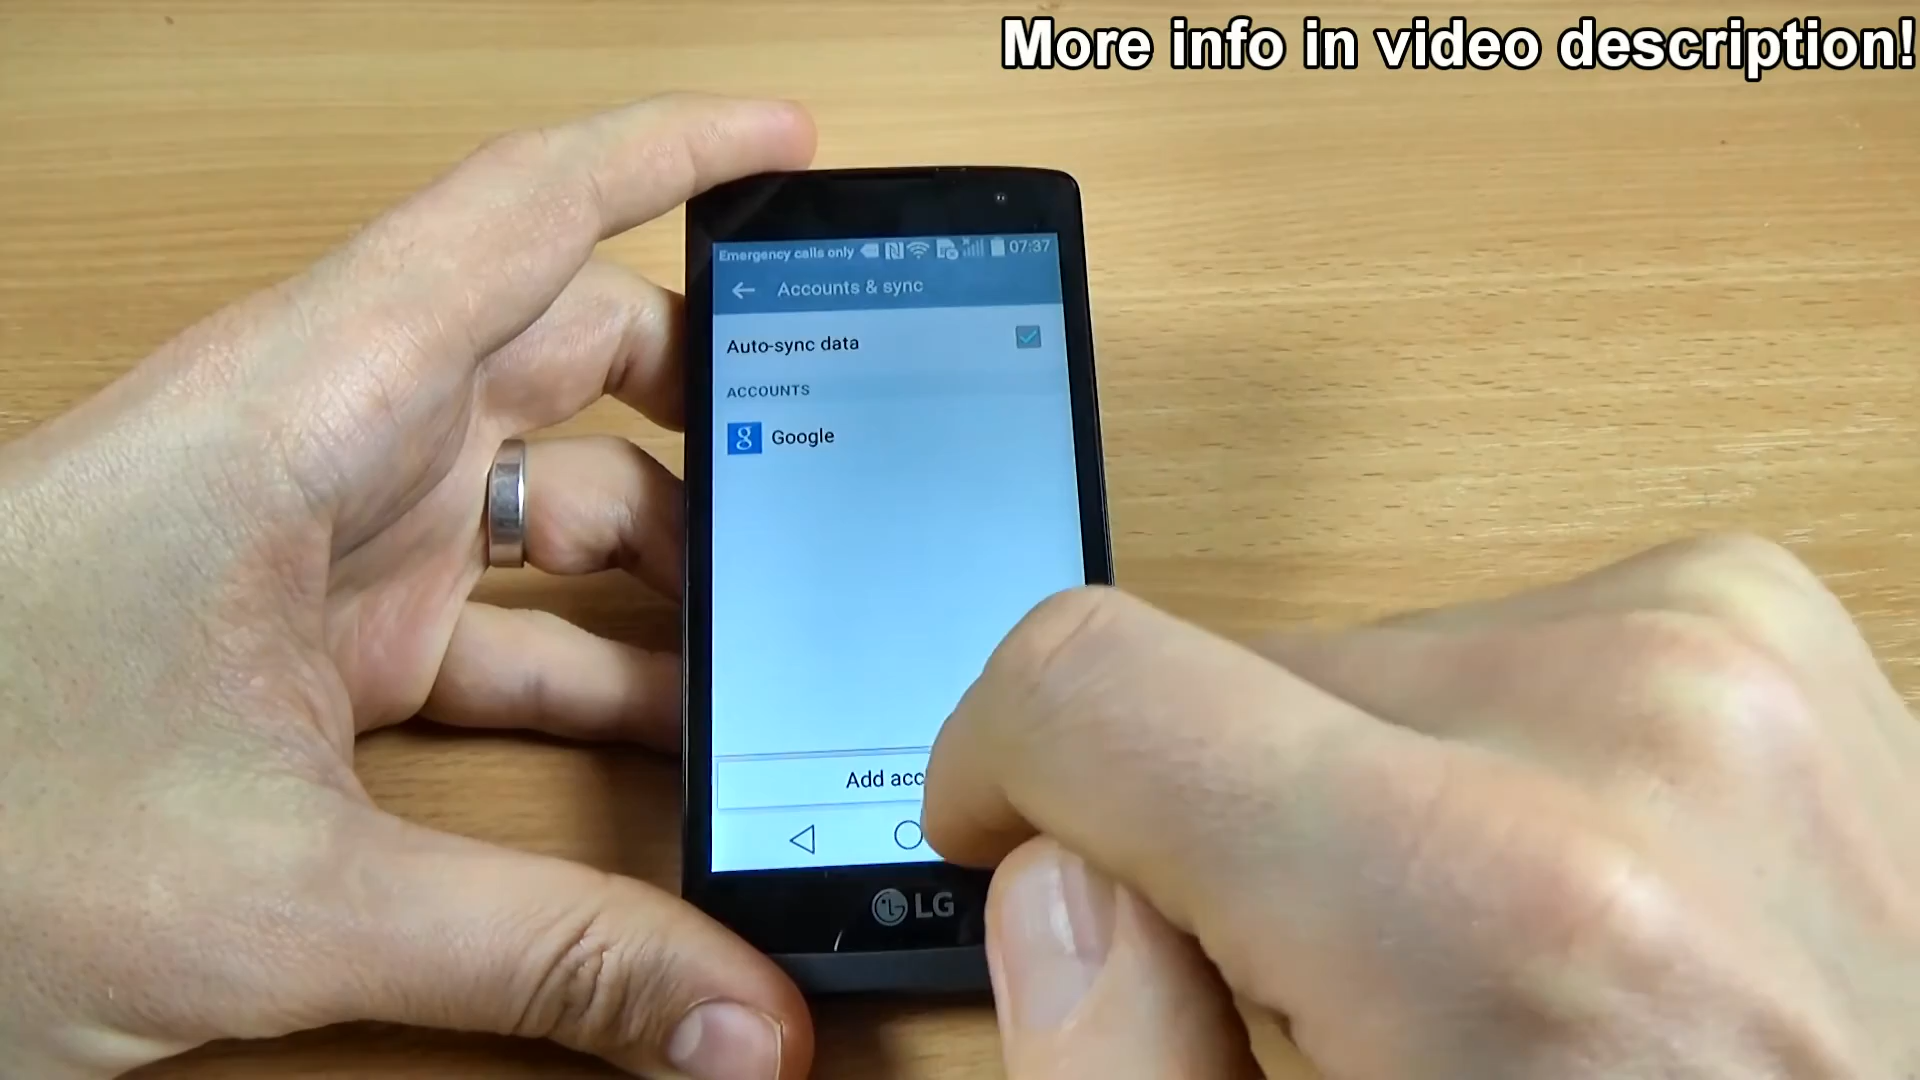 More info in video description!
Emergency calls only 07:37
Accounts & sync
Auto-sync data
ACCOUNTS
g Google
Add acc
LG